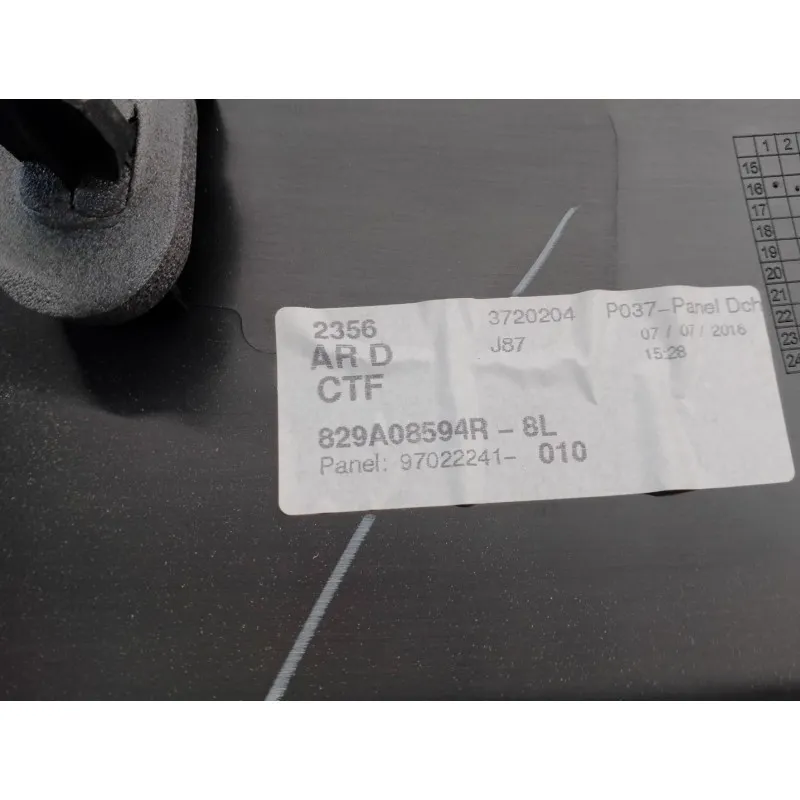 2356 3720204 P037-Panel Dch
AR D J87 07/ 07/ 2016
CTF 15:28
829A08594R - 8L
Panel: 97022241- 010
1 2
15
16
17
18
19
20
21
22
23
24